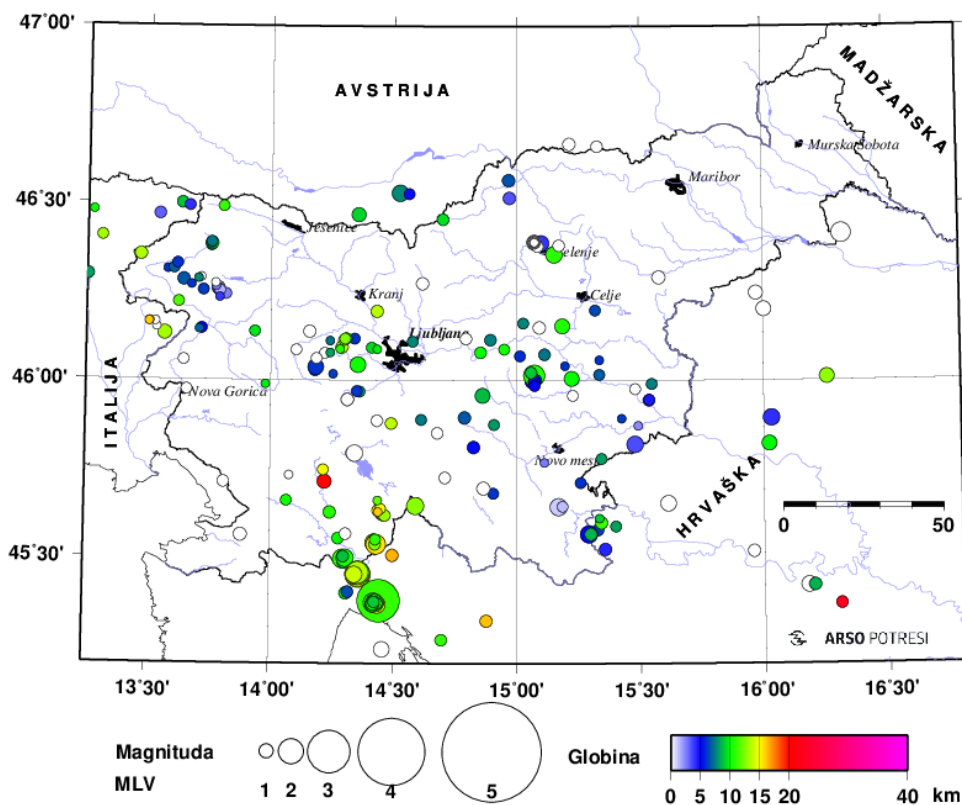 47°00'
AVSTRIJA
MADŽARSKA
Murska Sobota
Maribor
46°30'
Jesenice
Velenje
Kranj
Celje
Ljubljana
46°00'
Nova Gorica
ITALIJA
Novo mesto
HRVAŠKA
0 50
45°30'
ARSO POTRESI
13°30' 14°00' 14°30' 15°00' 15°30' 16°00' 16°30'
Magnituda
MLV
1 2 3 4 5
Globina
0 5 10 15 20 40 km